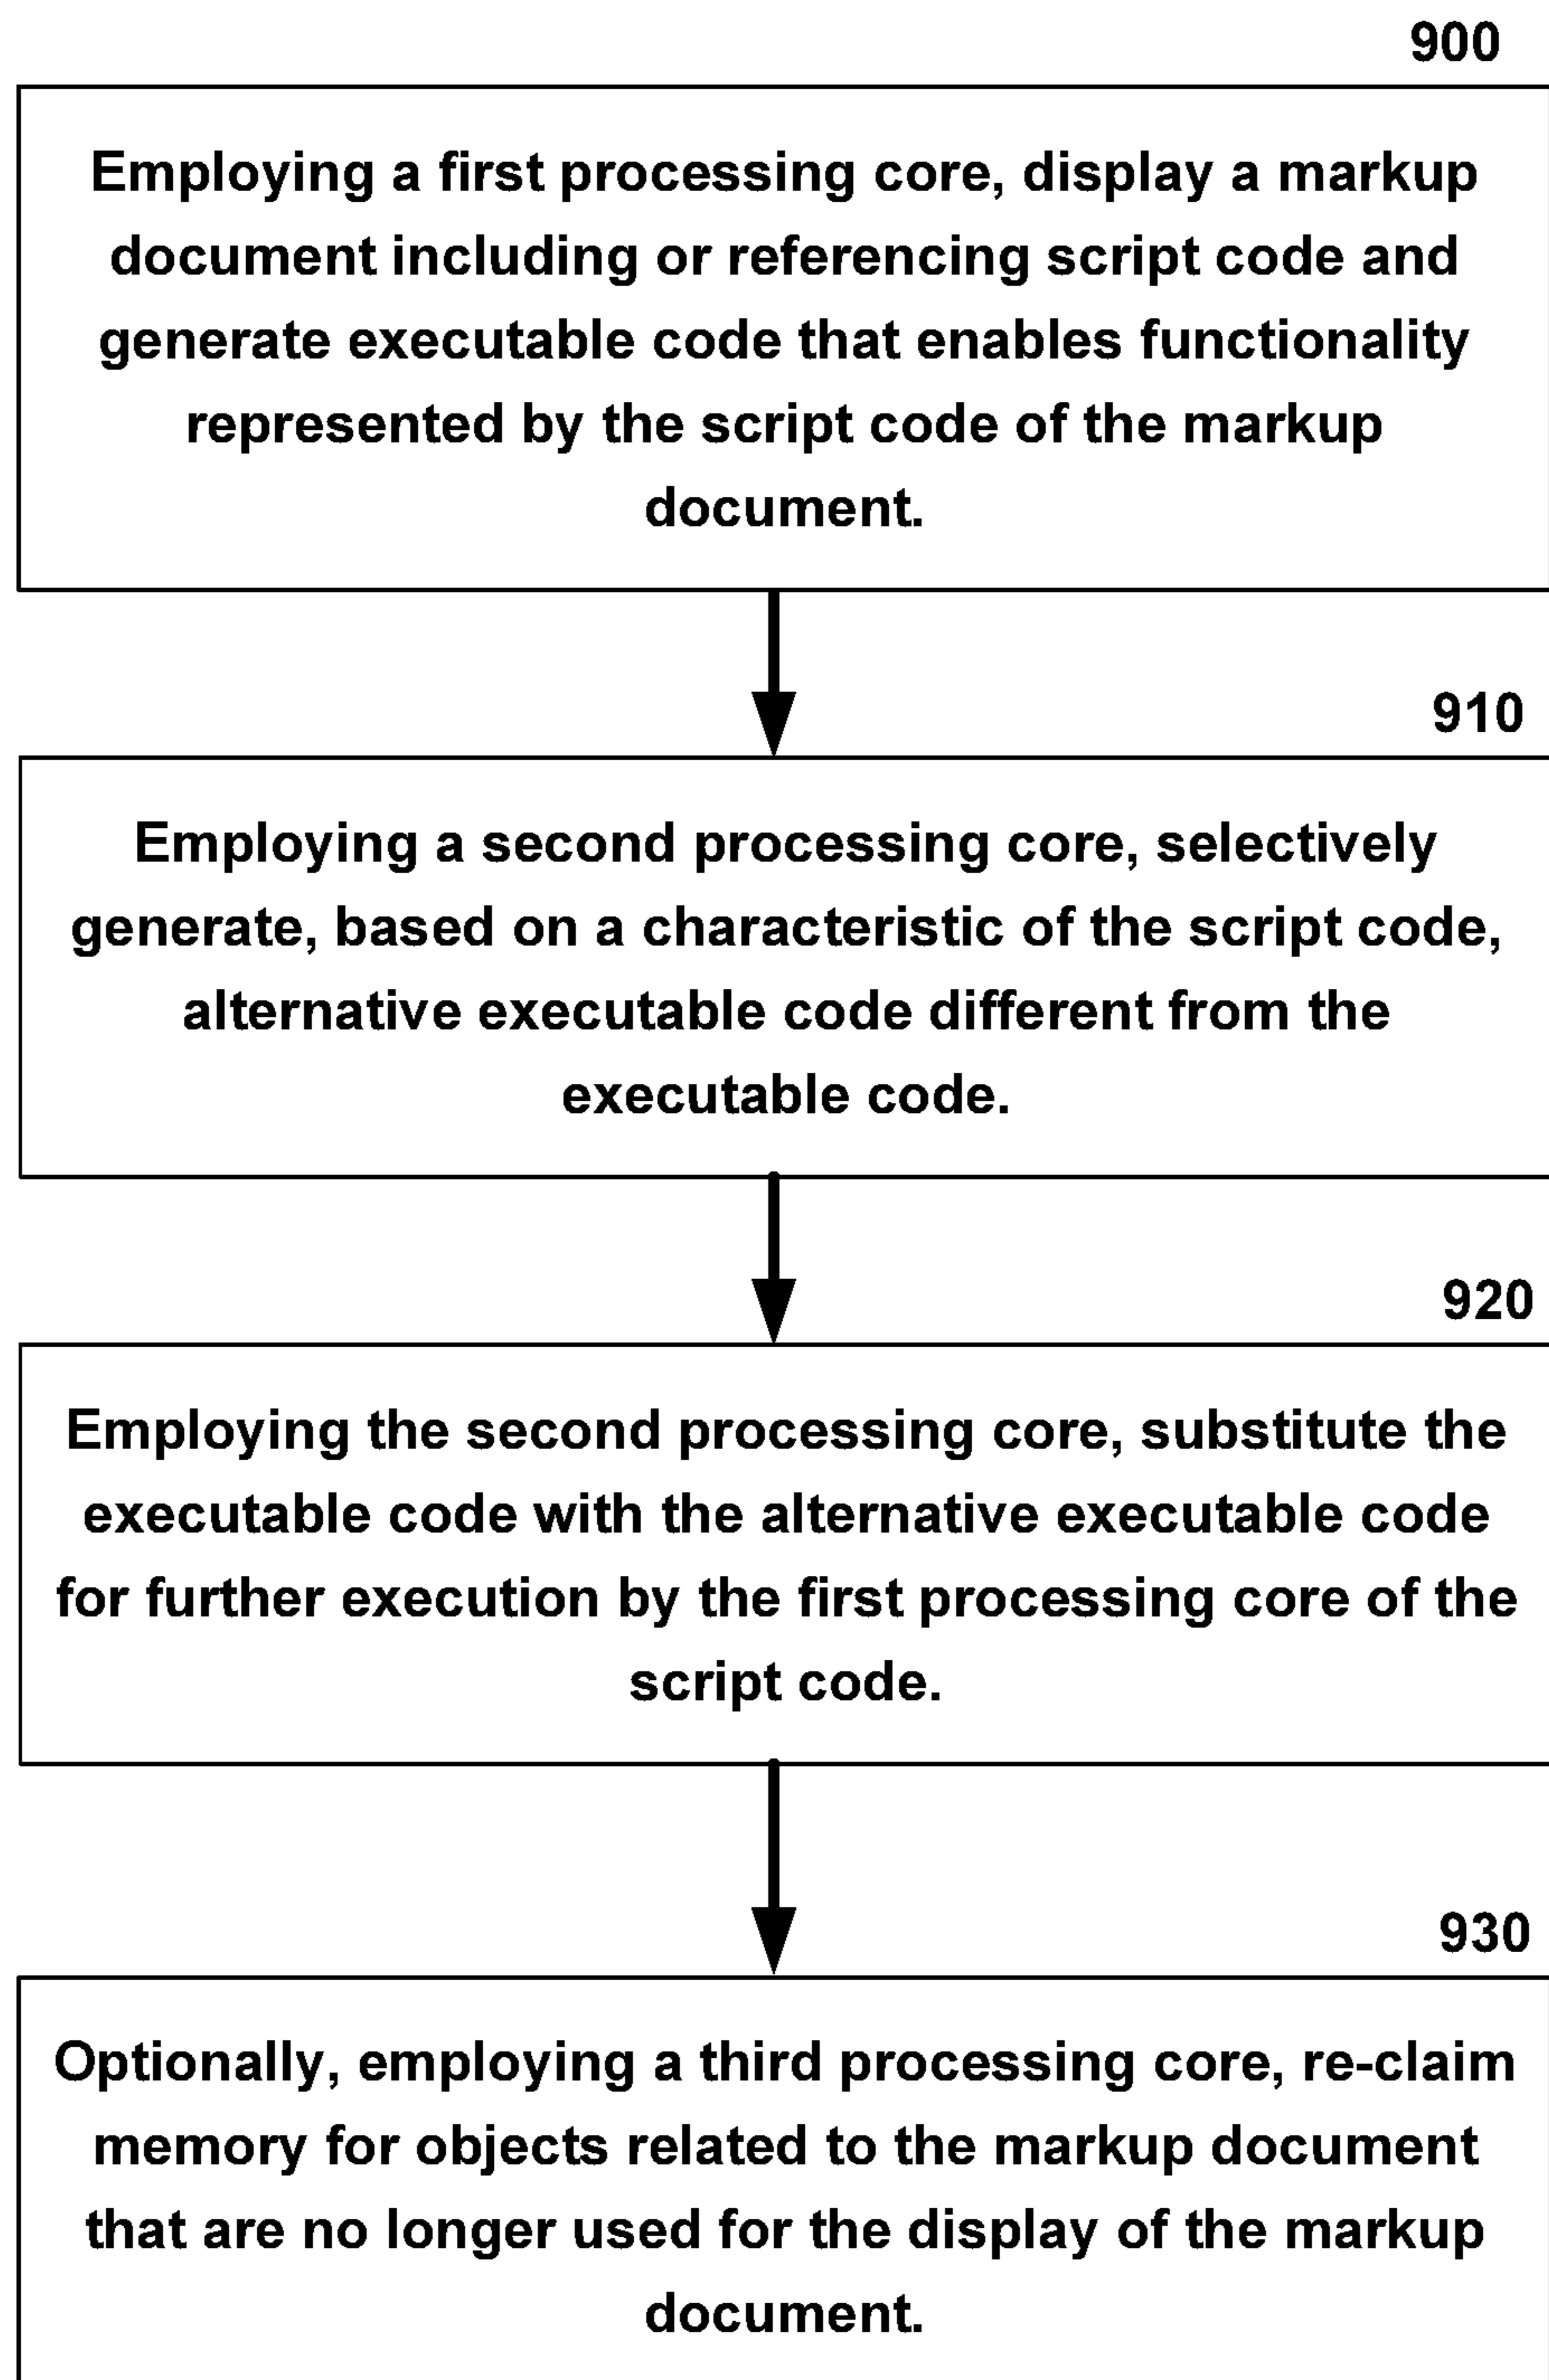 900
Employing a first processing core, display a markup
document including or referencing script code and
generate executable code that enables functionality
represented by the script code of the markup
document.
910
Employing a second processing core, selectively
generate, based on a characteristic of the script code,
alternative executable code different from the
executable code.
920
Employing the second processing core, substitute the
executable code with the alternative executable code
for further execution by the first processing core of the
script code.
930
Optionally, employing a third processing core, re-claim
memory for objects related to the markup document
that are no longer used for the display of the markup
document.